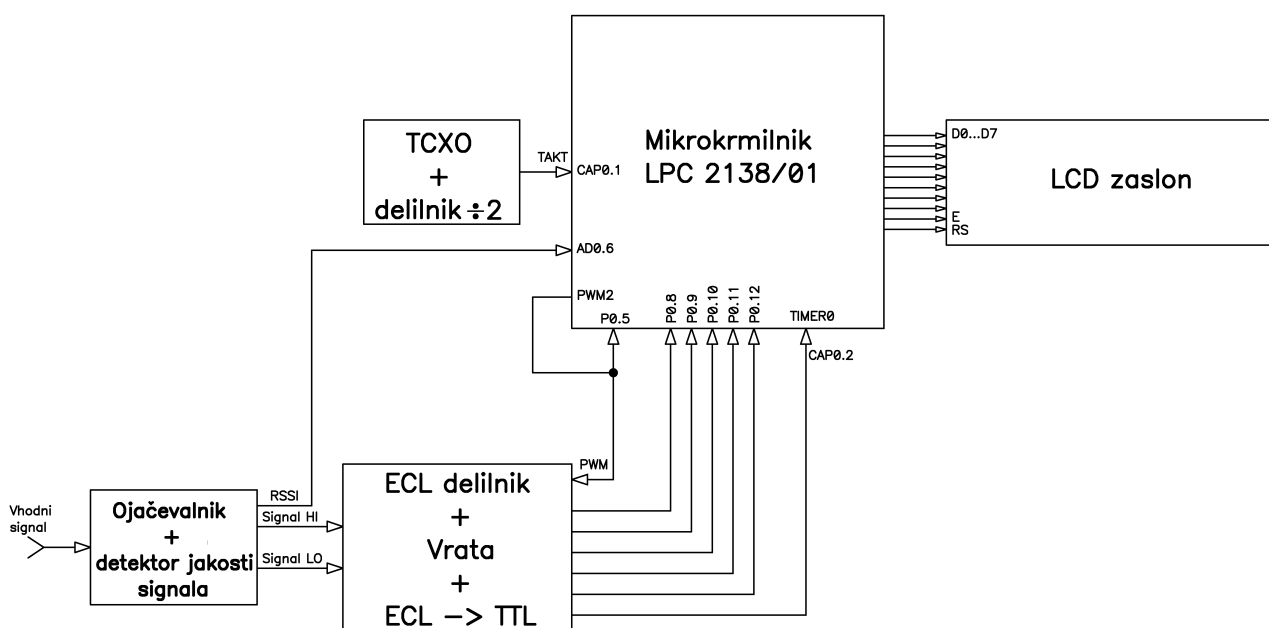 TCXO
+
delilnik ÷2
TAKT
CAP0.1
Mikrokrmilnik
LPC 2138/01
D0...D7
E
RS
LCD zaslon
AD0.6
PWM2
P0.5
P0.8
P0.9
P0.10
P0.11
P0.12
TIMER0
CAP0.2
PWM
Vhodni
signal
Ojačevalnik
+
detektor jakosti
signala
RSSI
Signal HI
Signal LO
ECL delilnik
+
Vrata
+
ECL -> TTL